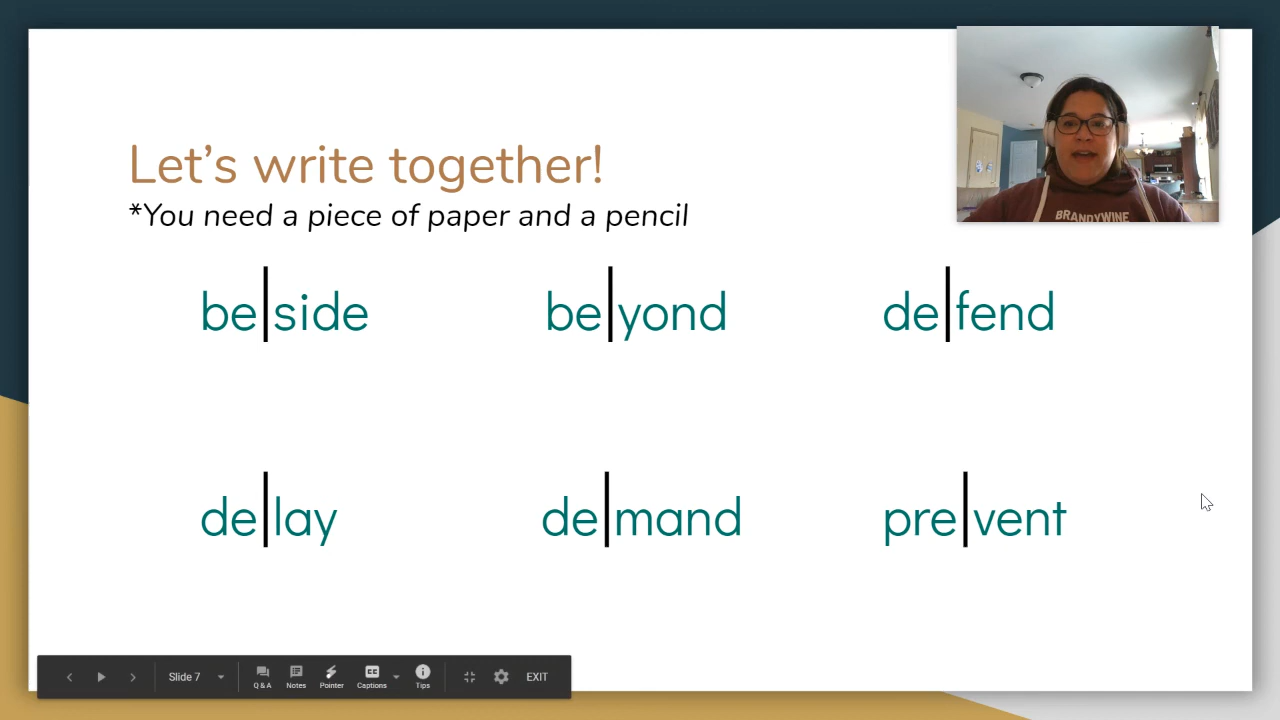 Let's write together!
*You need a piece of paper and a pencil
be|side be|yond de|fend
de|lay de|mand pre|vent
BRANDYWINE
Slide 7 Q & A Notes Pointer Captions Tips EXIT